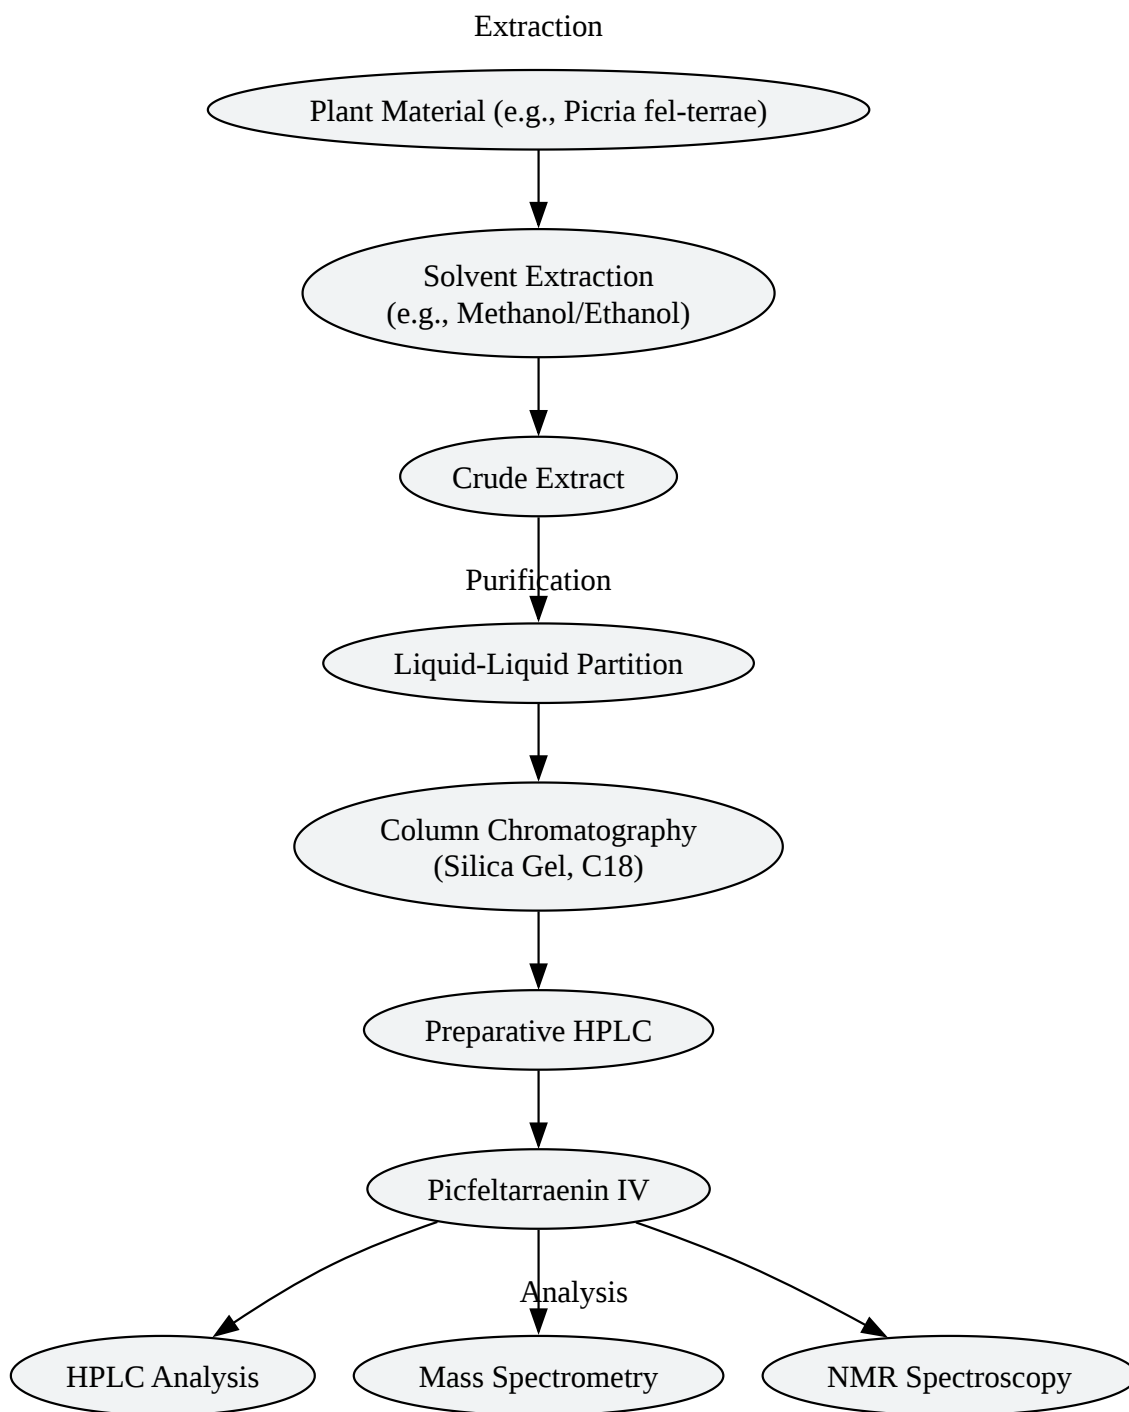 Extraction
Plant Material (e.g., Picria fel-terrae)
Solvent Extraction
(e.g., Methanol/Ethanol)
Crude Extract
Purification
Liquid-Liquid Partition
Column Chromatography
(Silica Gel, C18)
Preparative HPLC
Picfeltarraenin IV
Analysis
HPLC Analysis
Mass Spectrometry
NMR Spectroscopy